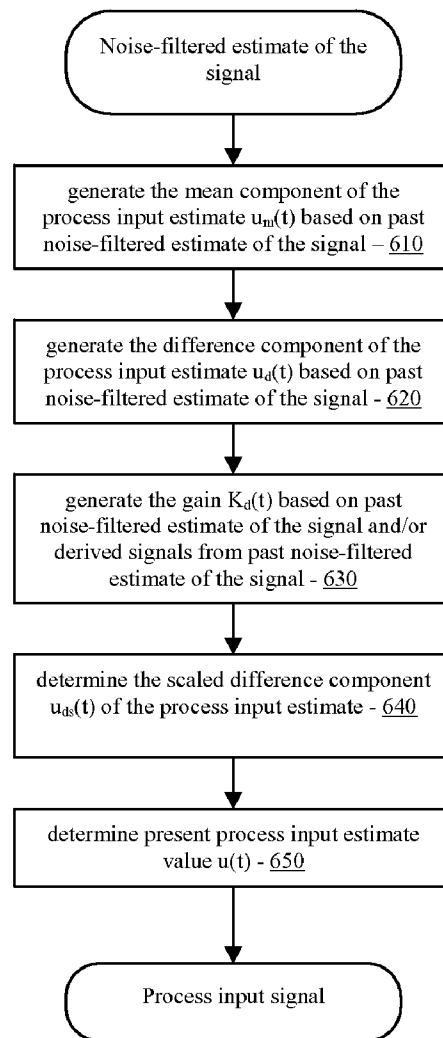 Noise-filtered estimate of the
signal
generate the mean component of the
process input estimate uₘ(t) based on past
noise-filtered estimate of the signal – 610
generate the difference component of the
process input estimate u_d(t) based on past
noise-filtered estimate of the signal - 620
generate the gain K_d(t) based on past
noise-filtered estimate of the signal and/or
derived signals from past noise-filtered
estimate of the signal - 630
determine the scaled difference component
u_ds(t) of the process input estimate - 640
determine present process input estimate
value u(t) - 650
Process input signal